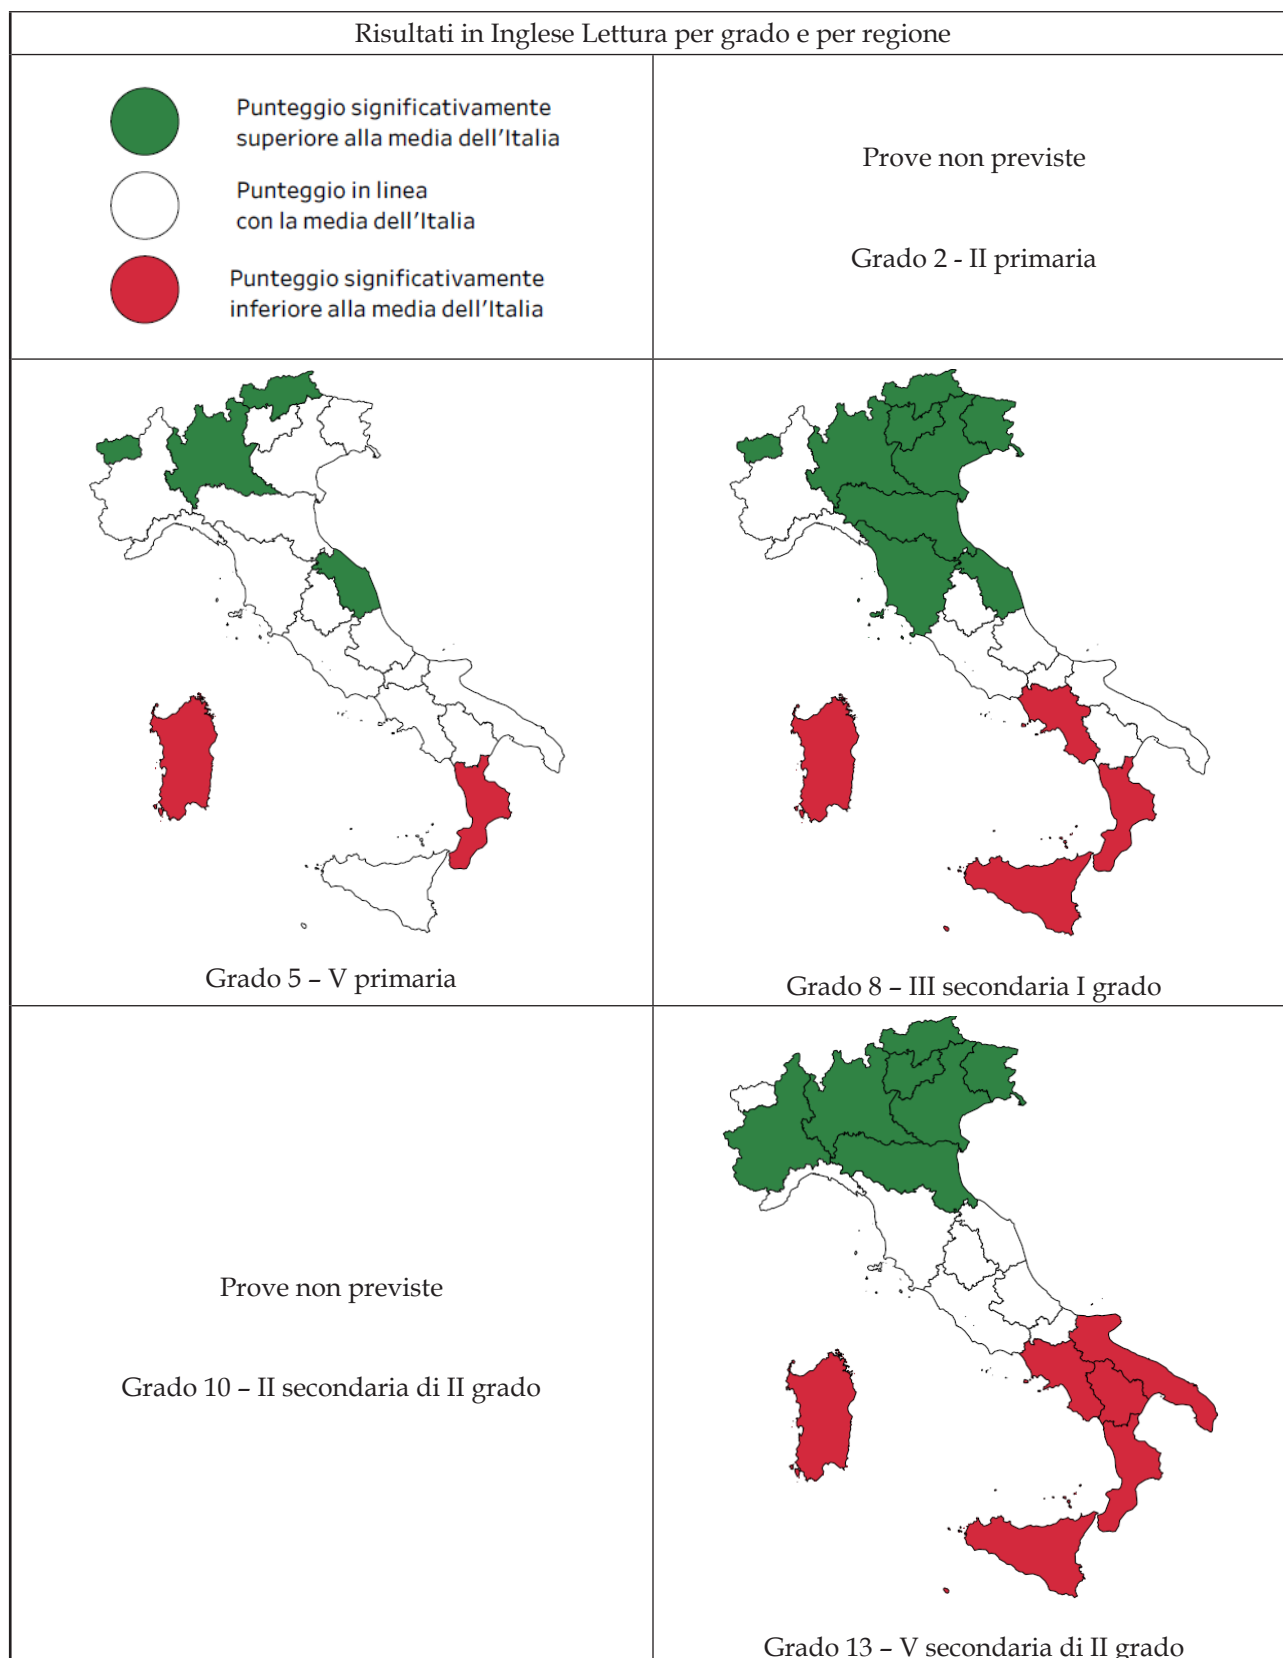 Risultati in Inglese Lettura per grado e per regione
Punteggio significativamente
superiore alla media dell'Italia
Punteggio in linea
con la media dell'Italia
Punteggio significativamente
inferiore alla media dell'Italia
Prove non previste
Grado 2 - II primaria
Grado 5 – V primaria
Grado 8 – III secondaria I grado
Prove non previste
Grado 10 – II secondaria di II grado
Grado 13 – V secondaria di II grado